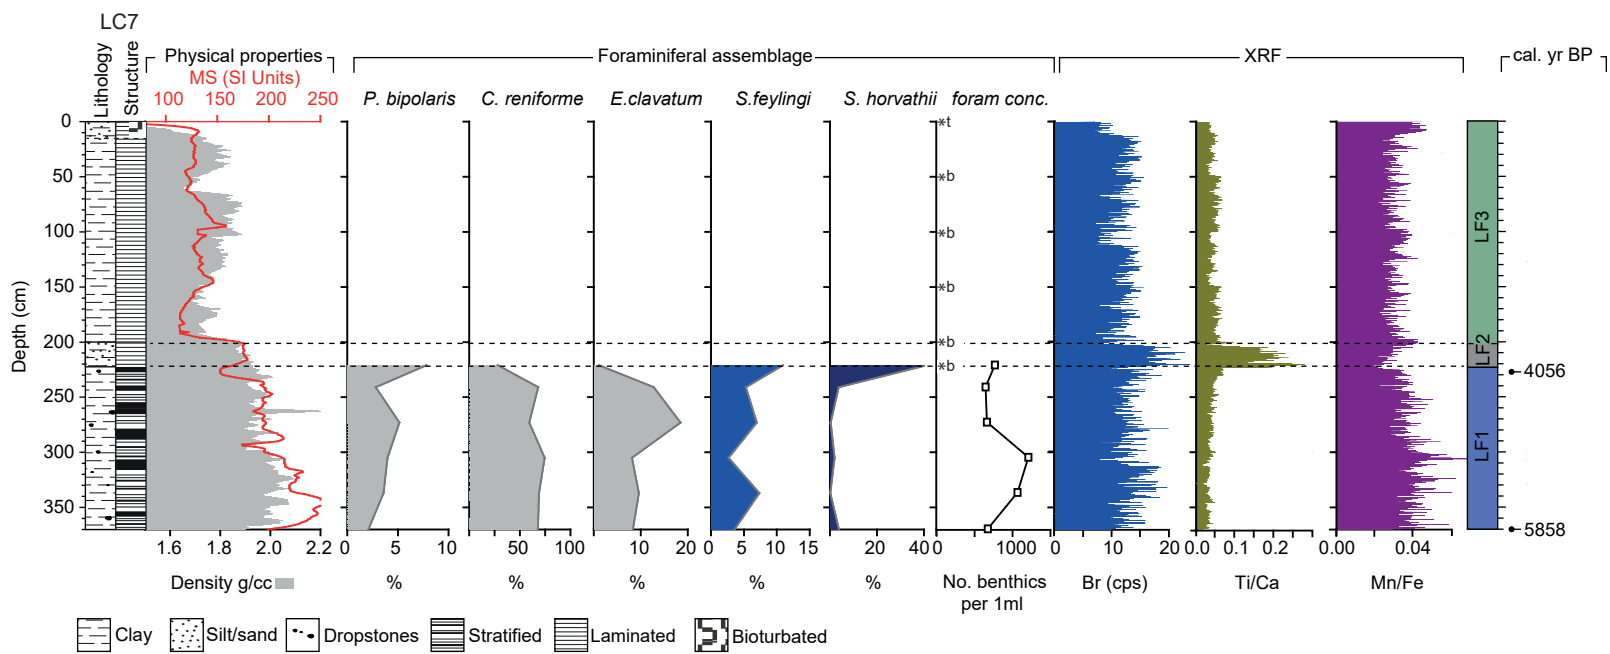 LC7
Lithology
Structure
Physical properties
Foraminiferal assemblage
XRF
cal. yr BP
MS (SI Units)
100 150 200 250
P. bipolaris
C. reniforme
E.clavatum
S.feylingi
S. horvathii
foram conc.
Depth (cm)
0
50
100
150
200
250
300
350
*t
*b
*b
*b
*b
*b
LF3
LF2
LF1
4056
5858
1.6 1.8 2.0 2.2
0 5 10
50 100
0 10 20
0 5 10 15
0 20 40
0 1000
0 10 20
0.0 0.1 0.2
0.00 0.04
Density g/cc
%
%
%
%
%
No. benthics
per 1ml
Br (cps)
Ti/Ca
Mn/Fe
Clay
Silt/sand
Dropstones
Stratified
Laminated
Bioturbated